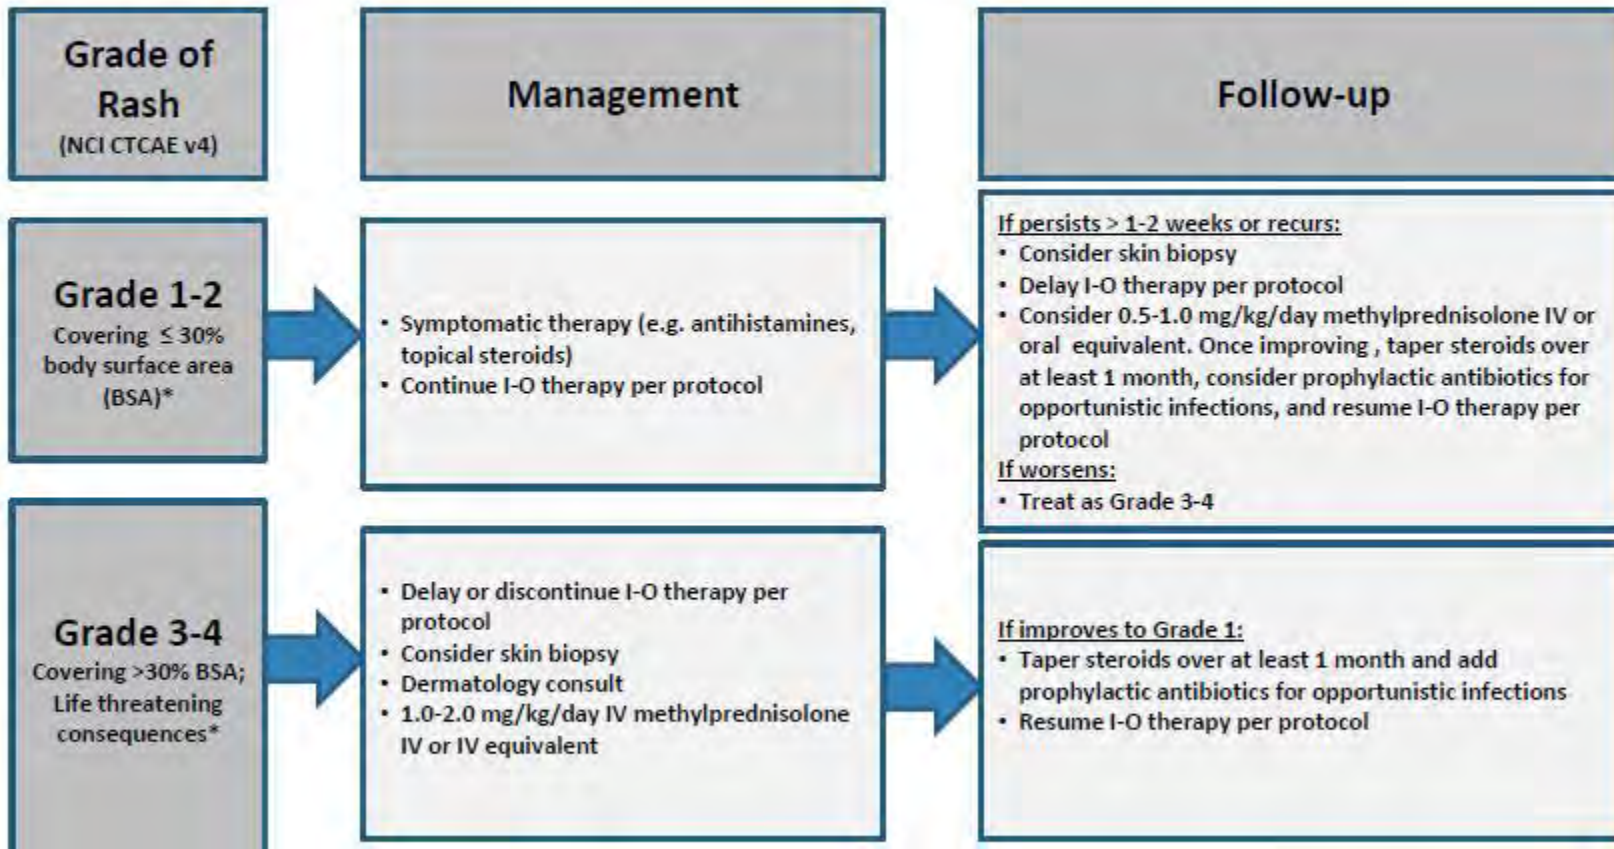 Grade of
Rash
(NCI CTCAE v4)
Management
Follow-up
Grade 1-2
Covering ≤ 30%
body surface area
(BSA)*
• Symptomatic therapy (e.g. antihistamines,
topical steroids)
• Continue I-O therapy per protocol
If persists > 1-2 weeks or recurs:
• Consider skin biopsy
• Delay I-O therapy per protocol
• Consider 0.5-1.0 mg/kg/day methylprednisolone IV or
oral equivalent. Once improving , taper steroids over
at least 1 month, consider prophylactic antibiotics for
opportunistic infections, and resume I-O therapy per
protocol
If worsens:
• Treat as Grade 3-4
Grade 3-4
Covering >30% BSA;
Life threatening
consequences*
• Delay or discontinue I-O therapy per
protocol
• Consider skin biopsy
• Dermatology consult
• 1.0-2.0 mg/kg/day IV methylprednisolone
IV or IV equivalent
If improves to Grade 1:
• Taper steroids over at least 1 month and add
prophylactic antibiotics for opportunistic infections
• Resume I-O therapy per protocol